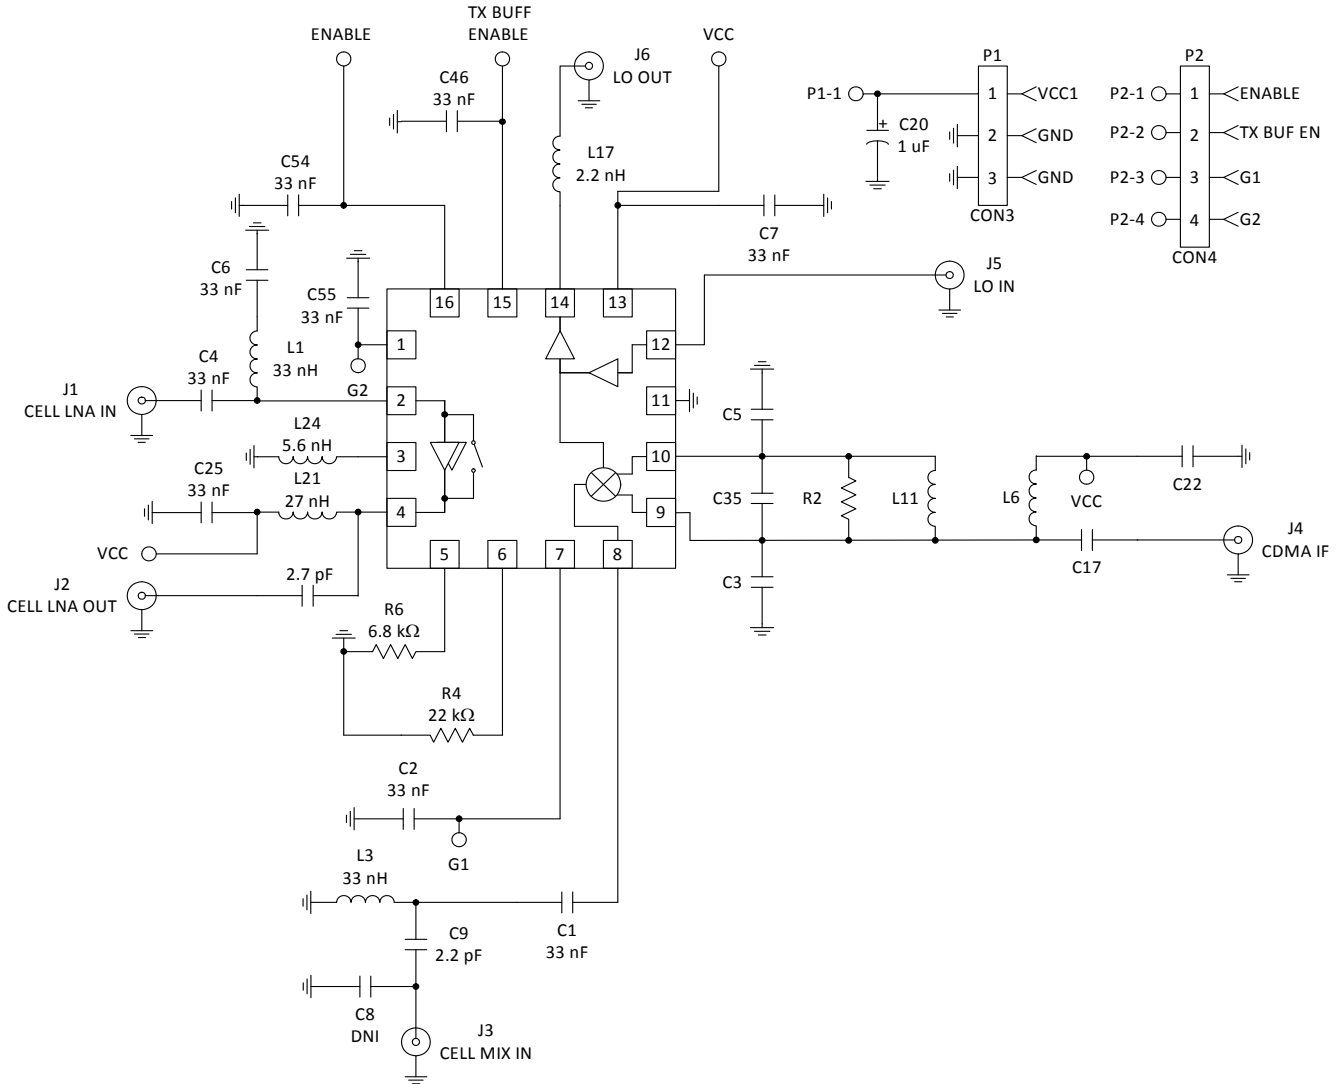 TX BUFF
ENABLE
ENABLE
VCC
J6
LO OUT
C46
33 nF
P1
P2
P1-1
1
VCC1
C20
1 uF
+
2
GND
3
GND
CON3
P2-1
1
ENABLE
P2-2
2
TX BUF EN
P2-3
3
G1
P2-4
4
G2
CON4
L17
2.2 nH
C54
33 nF
C7
33 nF
C6
33 nF
C55
33 nF
J5
LO IN
16
15
14
13
1
G2
L1
33 nH
12
C4
33 nF
J1
CELL LNA IN
2
11
C5
L24
5.6 nH
3
10
C25
33 nF
L21
27 nH
4
9
C35
R2
L11
L6
VCC
C22
VCC
J4
CDMA IF
C17
5
6
7
8
C3
2.7 pF
J2
CELL LNA OUT
R6
6.8 kΩ
R4
22 kΩ
C2
33 nF
G1
L3
33 nH
C1
33 nF
C9
2.2 pF
C8
DNI
J3
CELL MIX IN